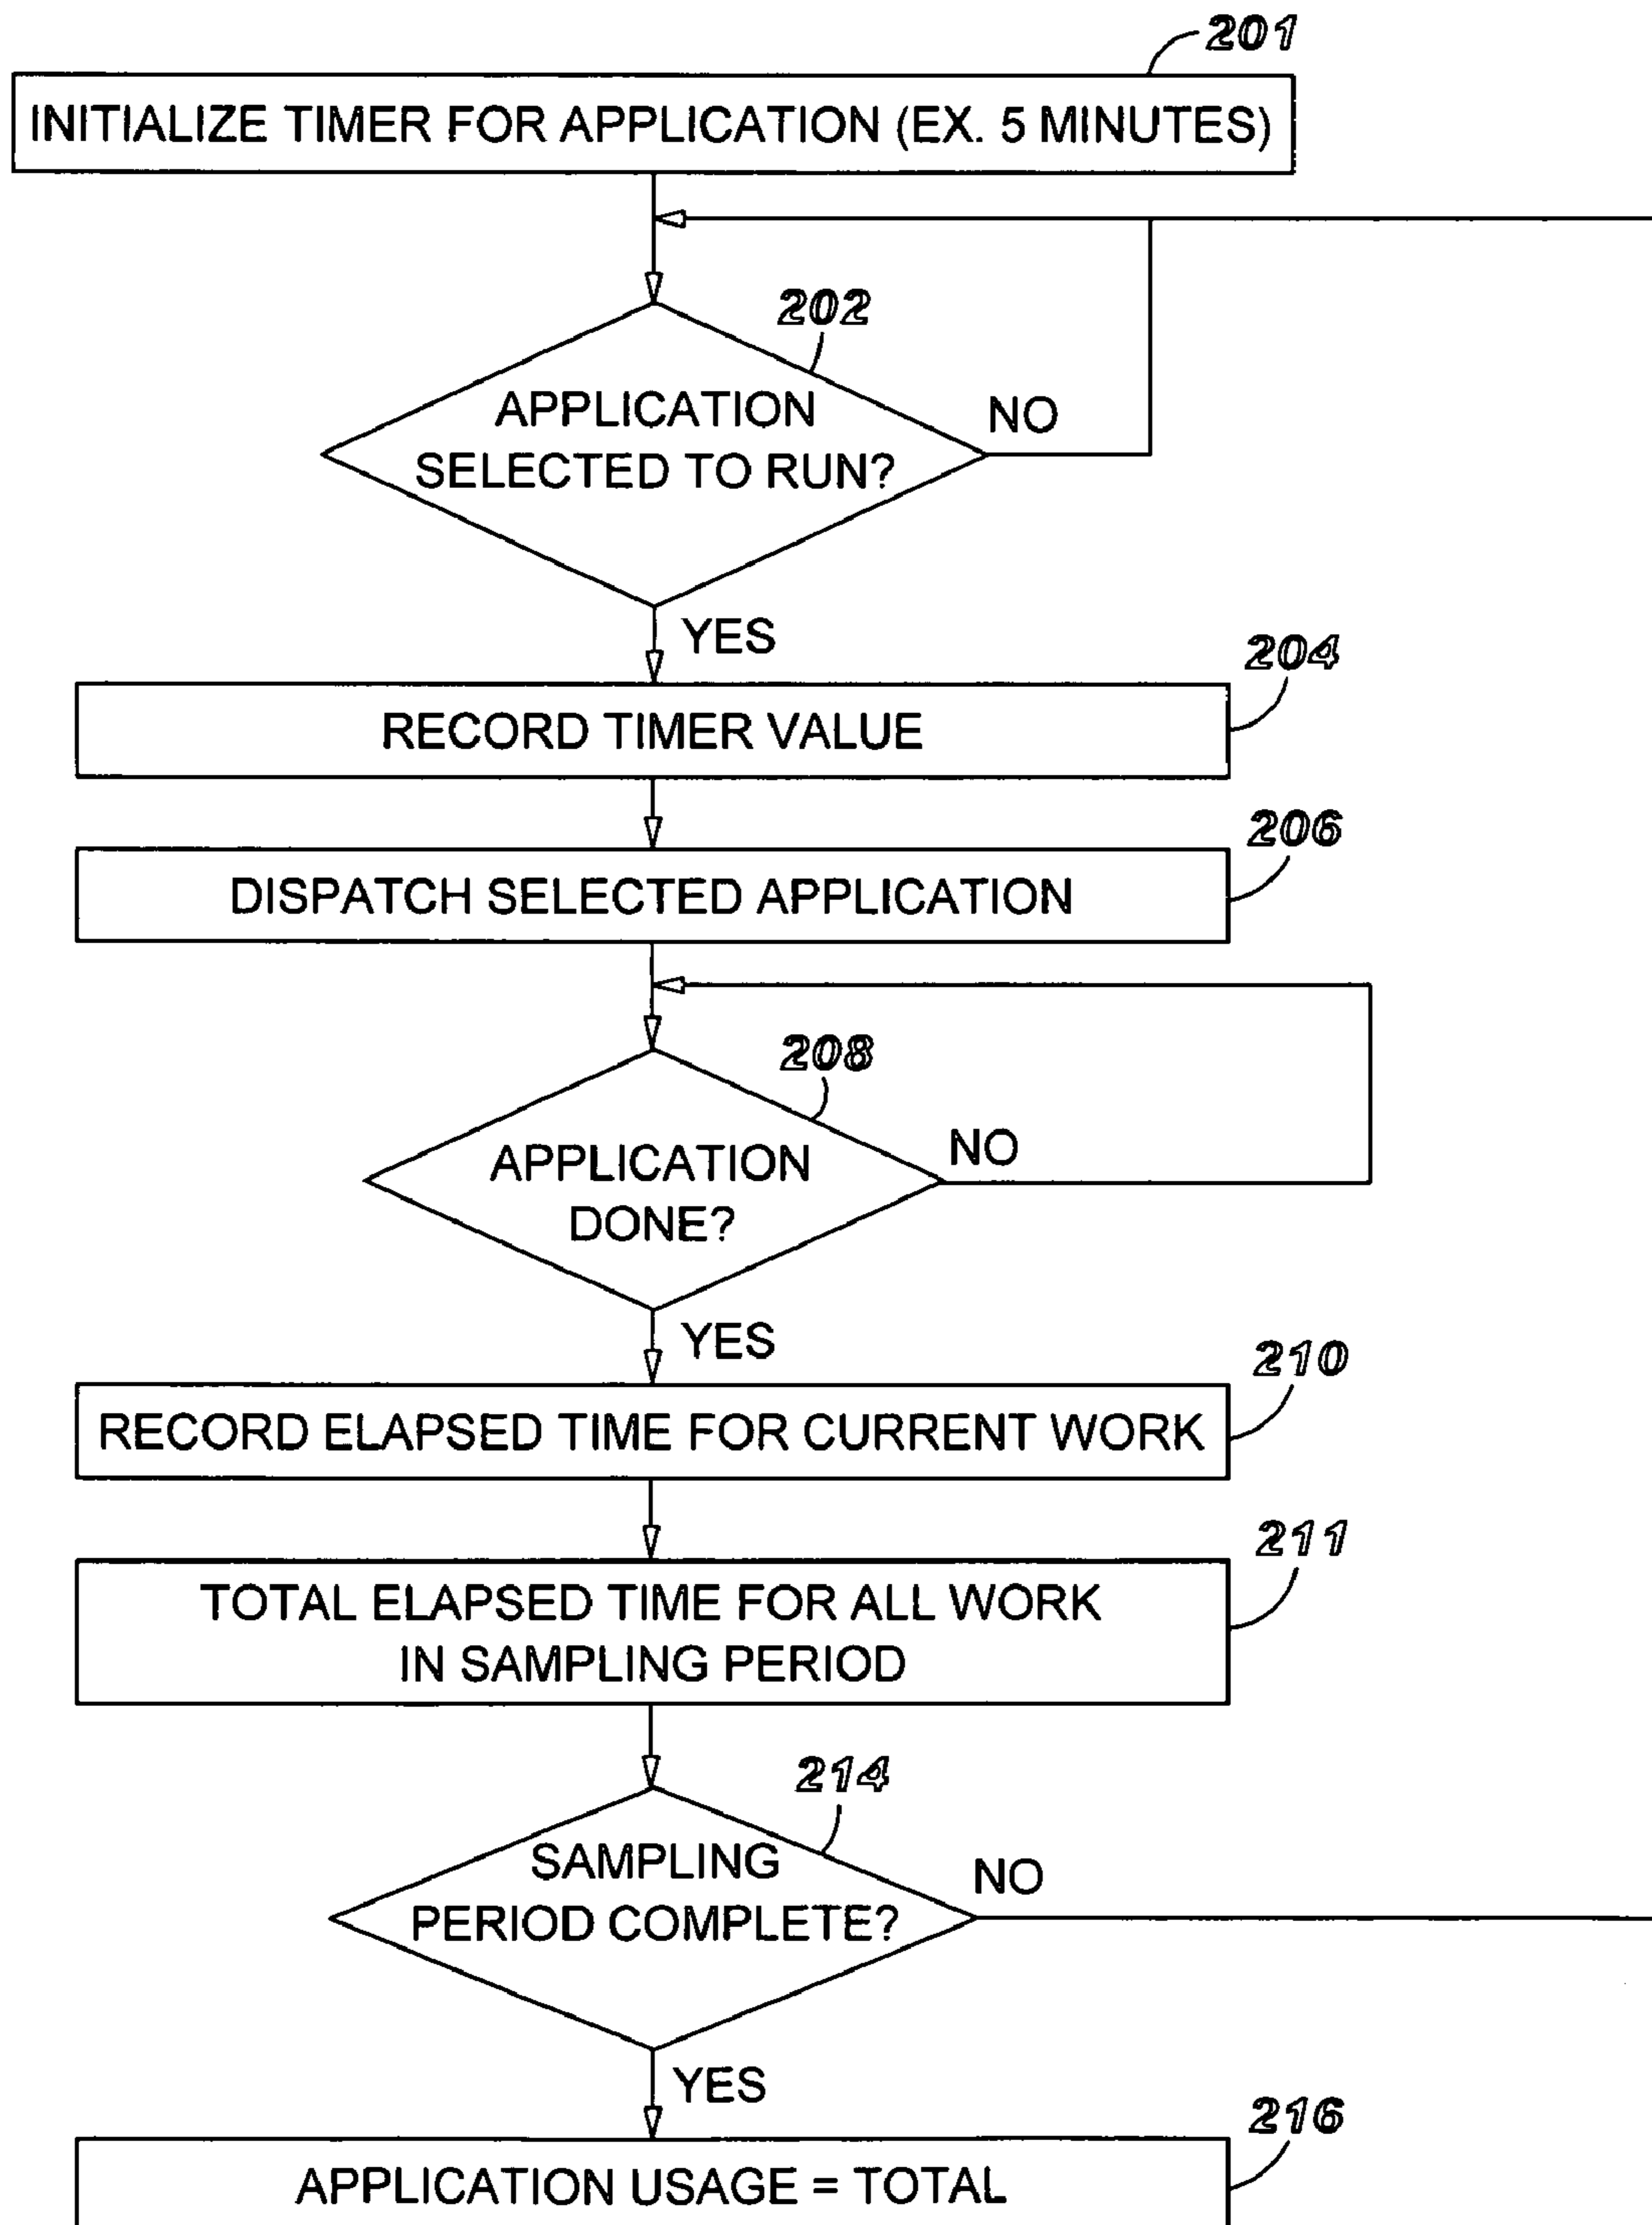 201
INITIALIZE TIMER FOR APPLICATION (EX. 5 MINUTES)
202
APPLICATION
SELECTED TO RUN?
NO
YES
204
RECORD TIMER VALUE
206
DISPATCH SELECTED APPLICATION
208
APPLICATION
DONE?
NO
YES
210
RECORD ELAPSED TIME FOR CURRENT WORK
211
TOTAL ELAPSED TIME FOR ALL WORK
IN SAMPLING PERIOD
214
SAMPLING
PERIOD COMPLETE?
NO
YES
216
APPLICATION USAGE = TOTAL